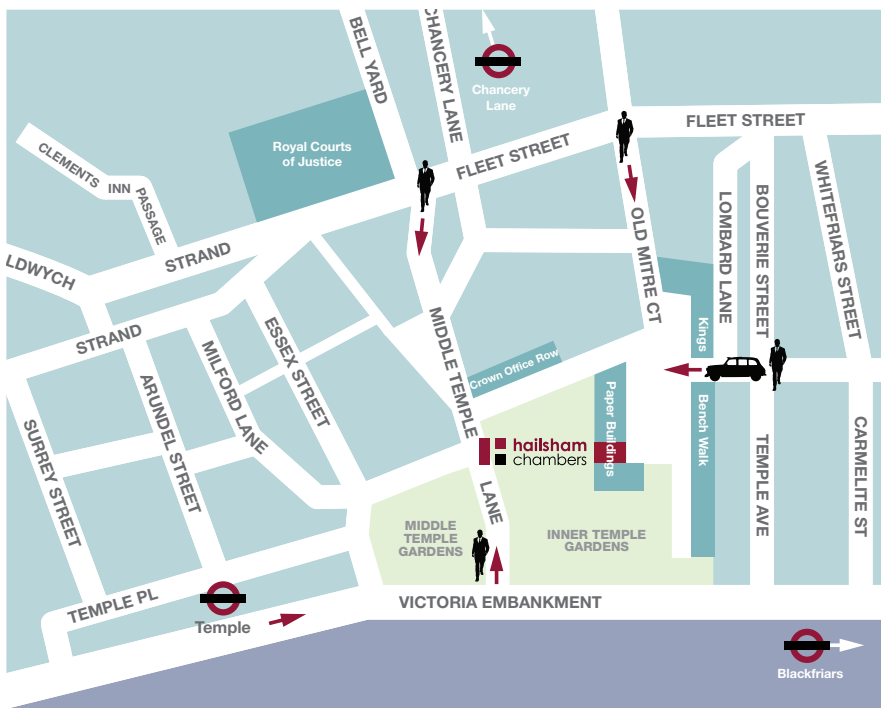 BELL YARD
CHANCERY LANE
Chancery
Lane
FLEET STREET
FLEET STREET
Royal Courts
of Justice
CLEMENTS
INN
PASSAGE
STRAND
LDWYCH
STRAND
OLD MITRE CT
LOMBARD LANE
BOUVERIE STREET
WHITEFRIARS STREET
ESSEX STREET
MILFORD LANE
ARUNDEL STREET
SURREY STREET
MIDDLE TEMPLE
LANE
Crown Office Row
Kings
Bench Walk
Paper Buildings
hailsham
chambers
TEMPLE AVE
CARMELITE ST
MIDDLE
TEMPLE
GARDENS
INNER TEMPLE
GARDENS
TEMPLE PL
Temple
VICTORIA EMBANKMENT
Blackfriars